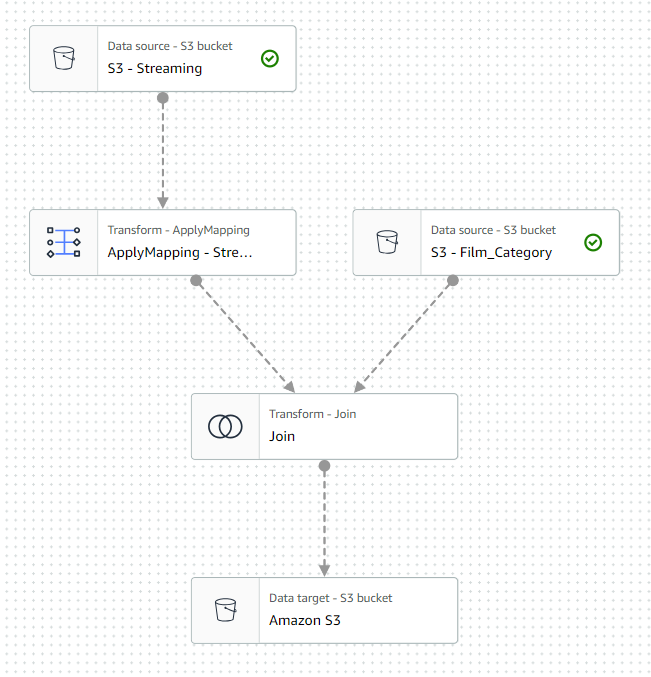 Data source - S3 bucket
S3 - Streaming
Transform - ApplyMapping
ApplyMapping - Stre...
Data source - S3 bucket
S3 - Film_Category
Transform - Join
Join
Data target - S3 bucket
Amazon S3